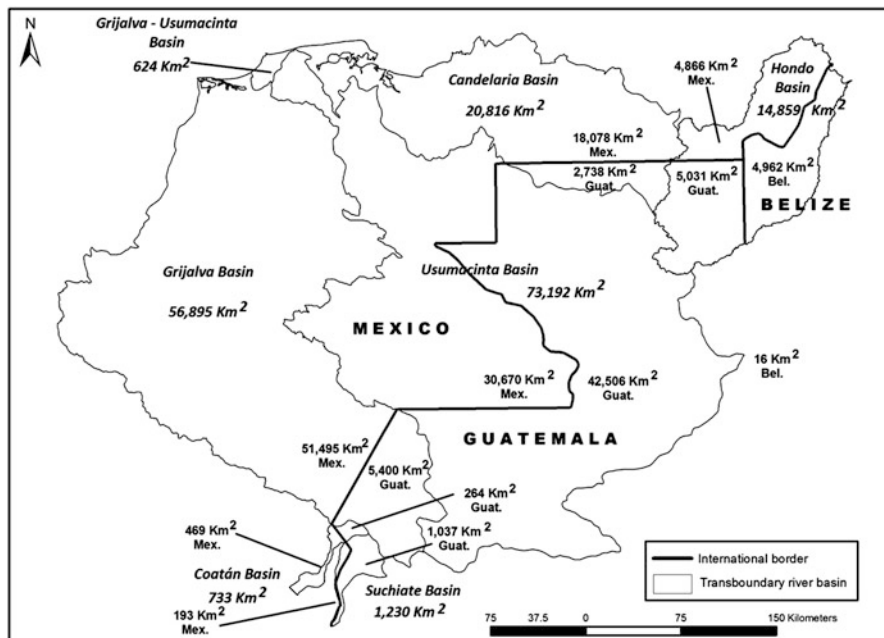 N
Grijalva - Usumacinta
Basin
624 Km²
Candelaria Basin
20,816 Km²
4,866 Km²
Mex.
Hondo
Basin
14,859 Km²
18,078 Km²
Mex.
2,738 Km²
Guat.
5,031 Km²
Guat.
4,962 Km²
Bel.
BELIZE
Grijalva Basin
56,895 Km²
Usumacinta Basin
73,192 Km²
MEXICO
16 Km²
Bel.
30,670 Km²
Mex.
42,506 Km²
Guat.
GUATEMALA
51,495 Km²
Mex.
5,400 Km²
Guat.
264 Km²
Guat.
469 Km²
Mex.
1,037 Km²
Guat.
Coatán Basin
733 Km²
Suchiate Basin
1,230 Km²
193 Km²
Mex.
International border
Transboundary river basin
75 37.5 0 75 150 Kilometers